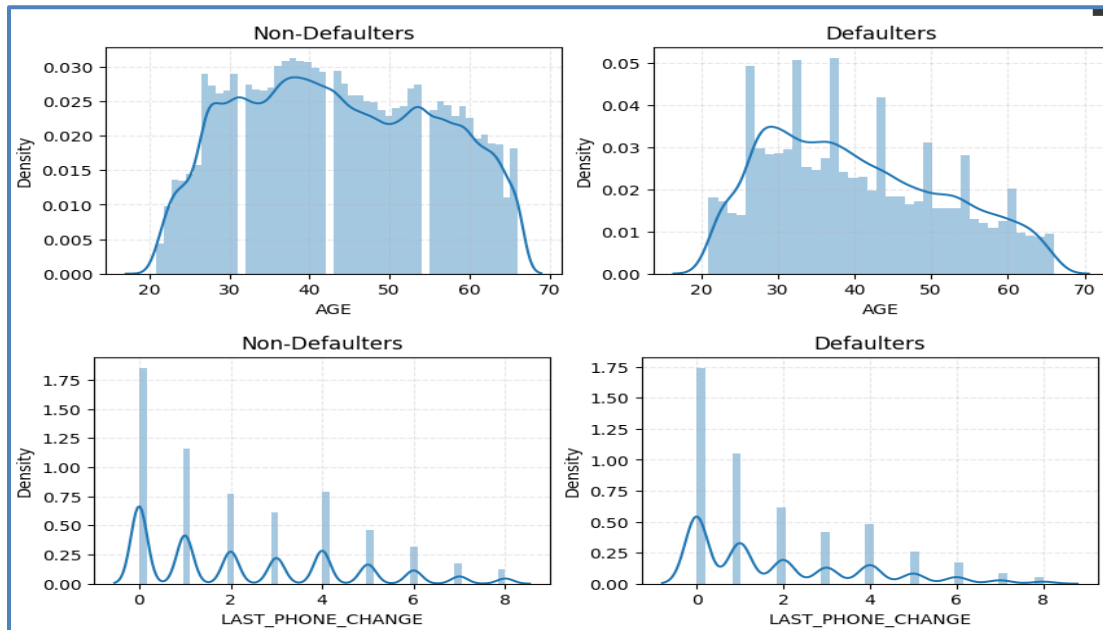 Non-Defaulters
Defaulters
Density
0.030
0.025
0.020
0.015
0.010
0.005
0.000
20 30 40 50 60 70
AGE
Density
0.05
0.04
0.03
0.02
0.01
0.00
20 30 40 50 60 70
AGE
Non-Defaulters
Defaulters
Density
1.75
1.50
1.25
1.00
0.75
0.50
0.25
0.00
0 2 4 6 8
LAST_PHONE_CHANGE
Density
1.75
1.50
1.25
1.00
0.75
0.50
0.25
0.00
0 2 4 6 8
LAST_PHONE_CHANGE